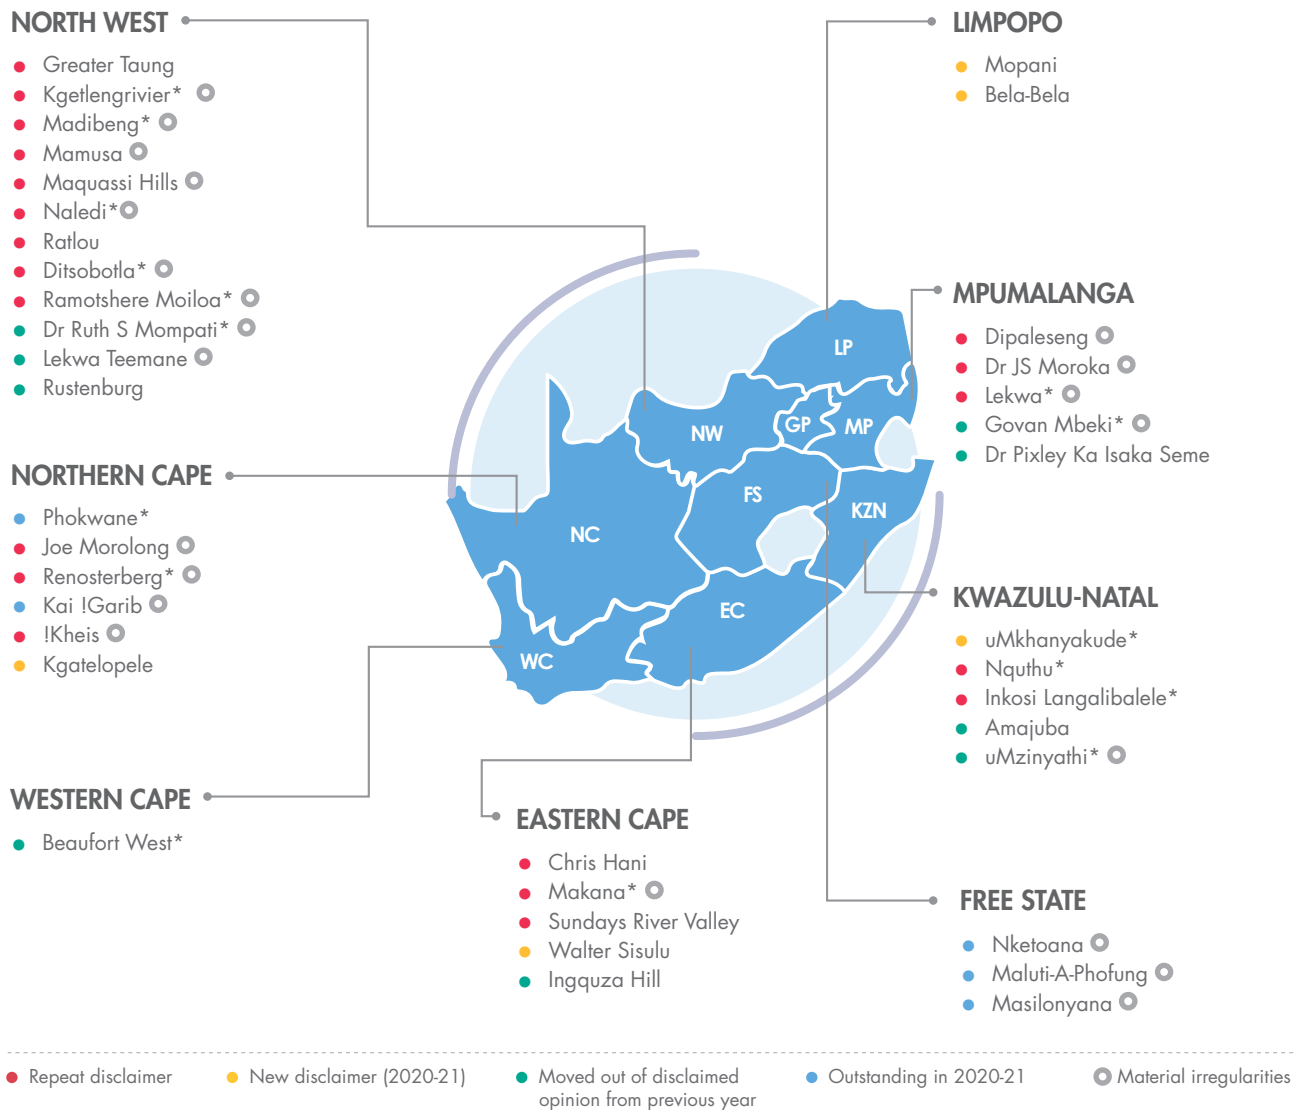 NORTH WEST
Greater Taung
Kgetlengrivier*
Madibeng*
Mamusa
Maquassi Hills
Naledi*
Ratlou
Ditsobotla*
Ramotshere Moiloa*
Dr Ruth S Mompati*
Lekwa Teemane
Rustenburg
NORTHERN CAPE
Phokwane*
Joe Morolong
Renosterberg*
Kai !Garib
!Kheis
Kgatelopele
WESTERN CAPE
Beaufort West*
LP
NW
GP
MP
FS
KZN
NC
EC
WC
EASTERN CAPE
Chris Hani
Makana*
Sundays River Valley
Walter Sisulu
Ingquza Hill
LIMPOPO
Mopani
Bela-Bela
MPUMALANGA
Dipaleseng
Dr JS Moroka
Lekwa*
Govan Mbeki*
Dr Pixley Ka Isaka Seme
KWAZULU-NATAL
uMkhanyakude*
Nquthu*
Inkosi Langalibalele*
Amajuba
uMzinyathi*
FREE STATE
Nketoana
Maluti-A-Phofung
Masilonyana
Repeat disclaimer
New disclaimer (2020-21)
Moved out of disclaimed
opinion from previous year
Outstanding in 2020-21
Material irregularities